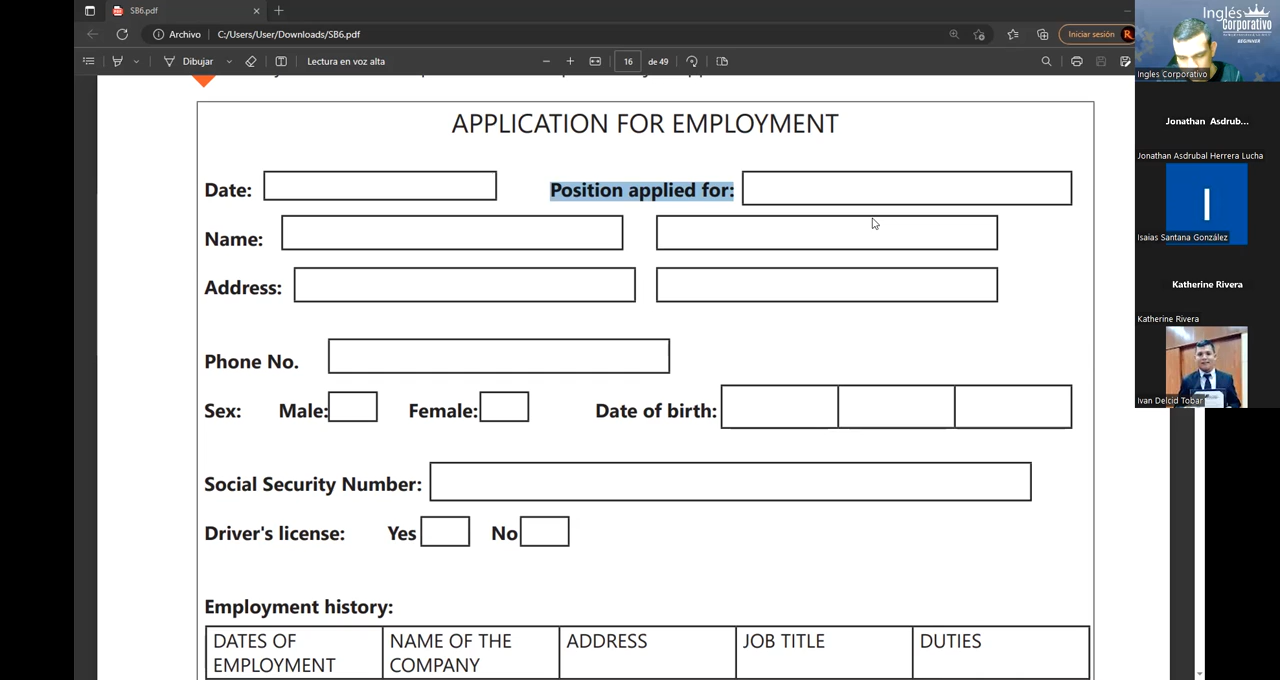 SB6.pdf
Archivo C:/Users/User/Downloads/SB6.pdf
Iniciar sesión R
Dibujar Lectura en voz alta 16 de 49
APPLICATION FOR EMPLOYMENT
Date: Position applied for:
Name:
Address:
Phone No.
Sex: Male: Female: Date of birth:
Social Security Number:
Driver's license: Yes No
Employment history:
DATES OF EMPLOYMENT
NAME OF THE COMPANY
ADDRESS
JOB TITLE
DUTIES
Inglés
Corporativo
BEGINNER
Ingles Corporativo
Jonathan Asdrub...
Jonathan Asdrubal Herrera Lucha
I
Isaias Santana González
Katherine Rivera
Katherine Rivera
Ivan Delcid Tobar